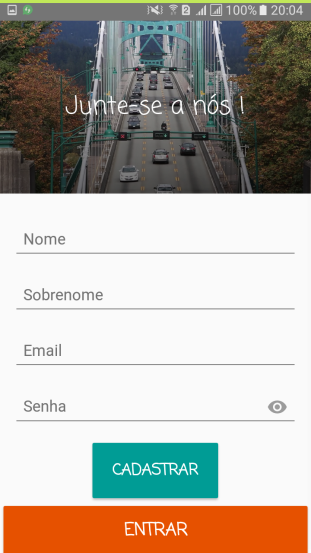 100% 20:04
Junte-se a nós !
Nome
Sobrenome
Email
Senha
CADASTRAR
ENTRAR